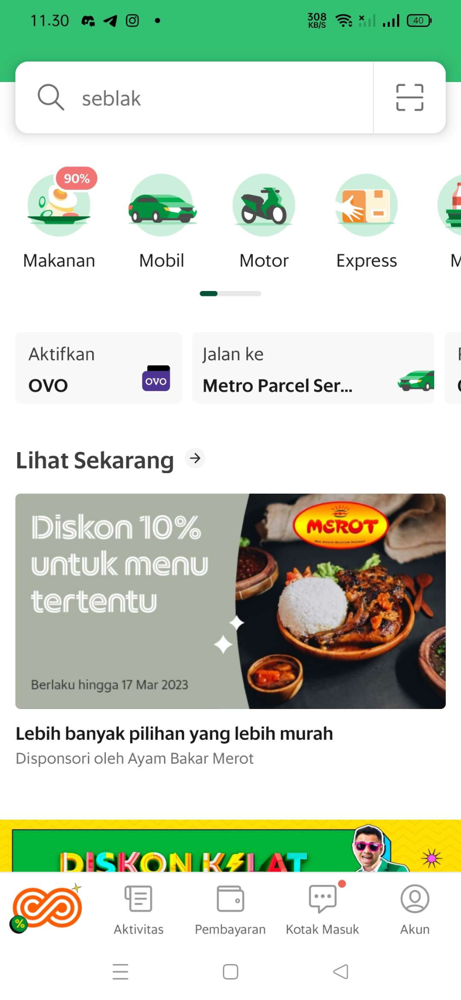 11.30
308
KB/S
40
seblak
90%
Makanan
Mobil
Motor
Express
M
Aktifkan
OVO
OVO
Jalan ke
Metro Parcel Ser...
Lihat Sekarang
Diskon 10%
untuk menu
tertentu
MEROT
Berlaku hingga 17 Mar 2023
Lebih banyak pilihan yang lebih murah
Disponsori oleh Ayam Bakar Merot
DISKON KILAT
%
Aktivitas
Pembayaran
Kotak Masuk
Akun